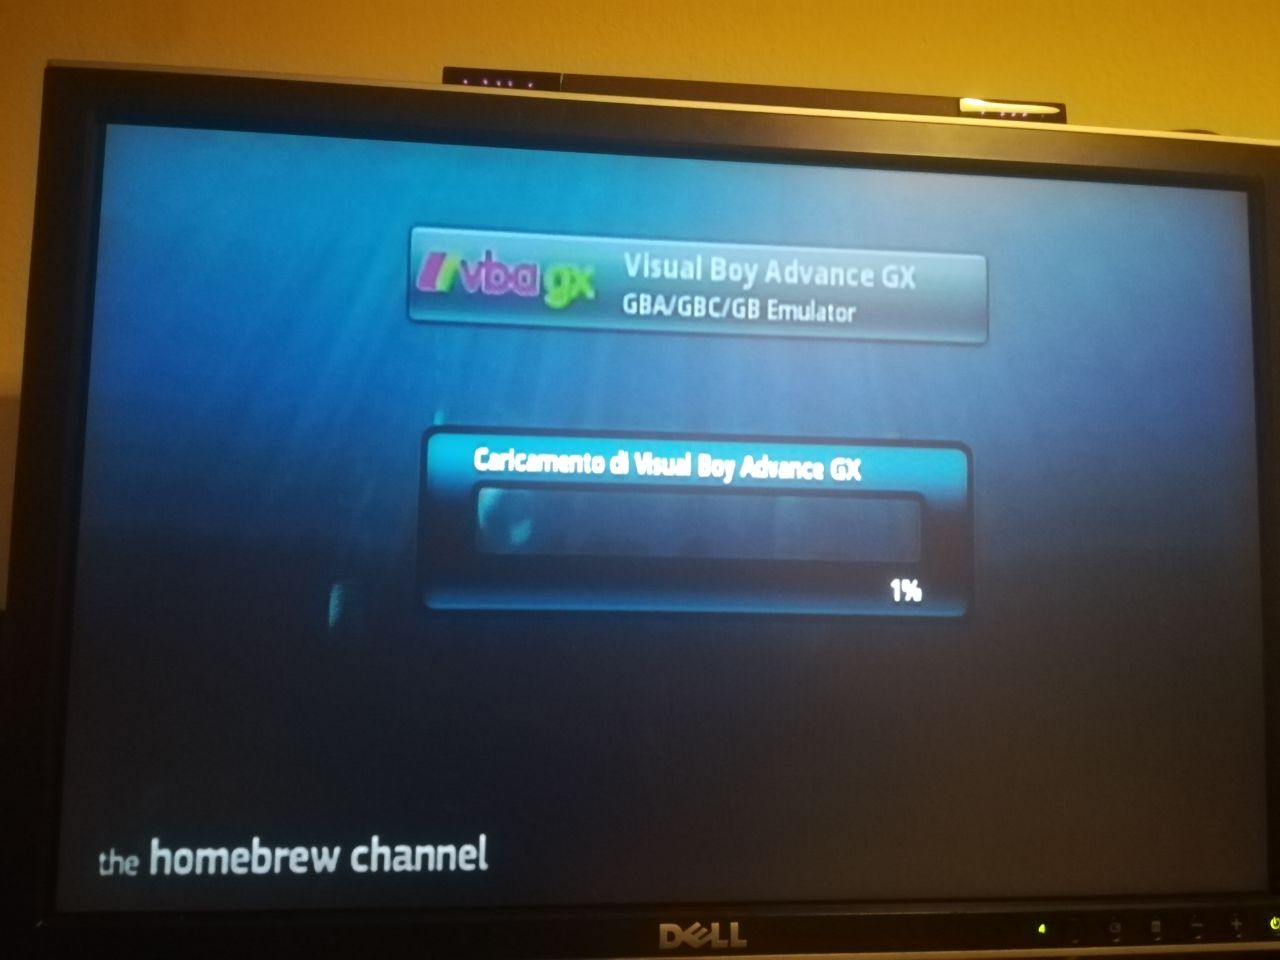 vba gx
Visual Boy Advance GX
GBA/GBC/GB Emulator
Caricamento di Visual Boy Advance GX
1%
the homebrew channel
DELL